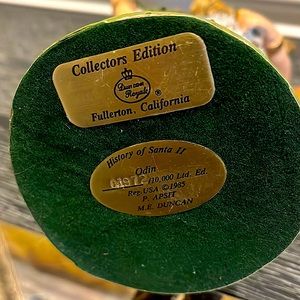 Collectors Edition
Duncan
Royale
Fullerton, California
History of Santa II
Odin
/10,000 Ltd. Ed.
Reg. USA ©1985
P. APSIT
M.E. DUNCAN